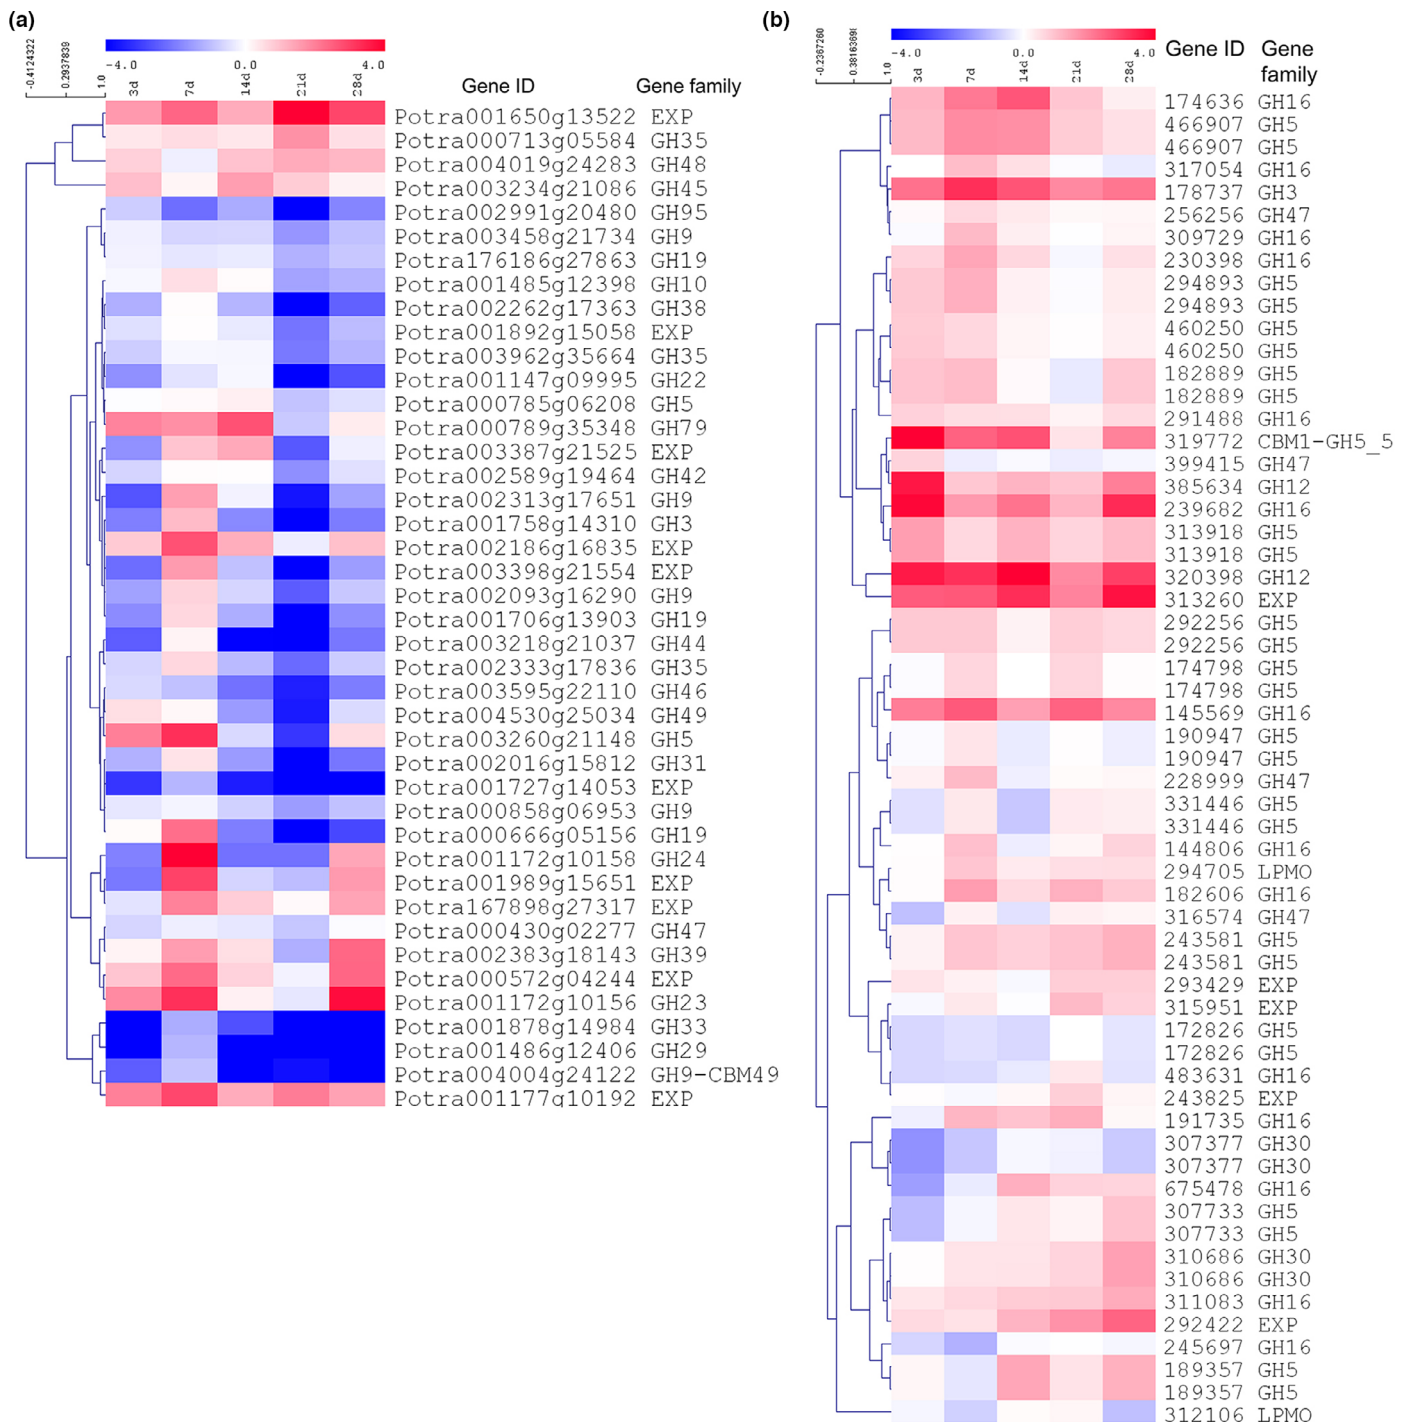 (a)
-0.4124322
0.2937839
1.0
-4.0 0.0 4.0
3d 7d 14d 21d 28d
Gene ID Gene family
Potra001650g13522 EXP
Potra000713g05584 GH35
Potra004019g24283 GH48
Potra003234g21086 GH45
Potra002991g20480 GH95
Potra003458g21734 GH9
Potra176186g27863 GH19
Potra001485g12398 GH10
Potra002262g17363 GH38
Potra001892g15058 EXP
Potra003962g35664 GH35
Potra001147g09995 GH22
Potra000785g06208 GH5
Potra000789g35348 GH79
Potra003387g21525 EXP
Potra002589g19464 GH42
Potra002313g17651 GH9
Potra001758g14310 GH3
Potra002186g16835 EXP
Potra003398g21554 EXP
Potra002093g16290 GH9
Potra001706g13903 GH19
Potra003218g21037 GH44
Potra002333g17836 GH35
Potra003595g22110 GH46
Potra004530g25034 GH49
Potra003260g21148 GH5
Potra002016g15812 GH31
Potra001727g14053 EXP
Potra000858g06953 GH9
Potra000666g05156 GH19
Potra001172g10158 GH24
Potra001989g15651 EXP
Potra167898g27317 EXP
Potra000430g02277 GH47
Potra002383g18143 GH39
Potra000572g04244 EXP
Potra001172g10156 GH23
Potra001878g14984 GH33
Potra001486g12406 GH29
Potra004004g24122 GH9-CBM49
Potra001177g10192 EXP
(b)
-0.2367260
1.0
-4.0 0.0 4.0
3d 7d 14d 21d 28d
Gene ID Gene
family
174636 GH16
466907 GH5
466907 GH5
317054 GH16
178737 GH3
256256 GH47
309729 GH16
230398 GH16
294893 GH5
294893 GH5
460250 GH5
460250 GH5
182889 GH5
182889 GH5
291488 GH16
319772 CBM1-GH5_5
399415 GH47
385634 GH12
239682 GH16
313918 GH5
313918 GH5
320398 GH12
313260 EXP
292256 GH5
292256 GH5
174798 GH5
174798 GH5
145569 GH16
190947 GH5
190947 GH5
228999 GH47
331446 GH5
331446 GH5
144806 GH16
294705 LPMO
182606 GH16
316574 GH47
243581 GH5
243581 GH5
293429 EXP
315951 EXP
172826 GH5
172826 GH5
483631 GH16
243825 EXP
191735 GH16
307377 GH30
307377 GH30
675478 GH16
307733 GH5
307733 GH5
310686 GH30
310686 GH30
311083 GH16
292422 EXP
245697 GH16
189357 GH5
189357 GH5
312106 LPMO